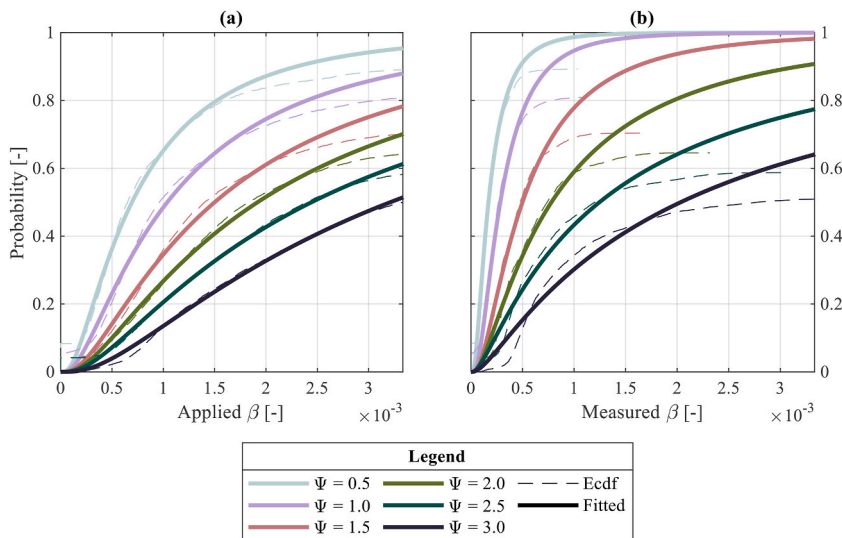 (a)
(b)
1
0.8
0.6
0.4
0.2
0
Probability [-]
0 0.5 1 1.5 2 2.5 3
Applied β [-]
×10⁻³
0 0.5 1 1.5 2 2.5 3
Measured β [-]
×10⁻³
1
0.8
0.6
0.4
0.2
0
Legend
Ψ = 0.5 Ψ = 2.0 Ecdf
Ψ = 1.0 Ψ = 2.5 Fitted
Ψ = 1.5 Ψ = 3.0